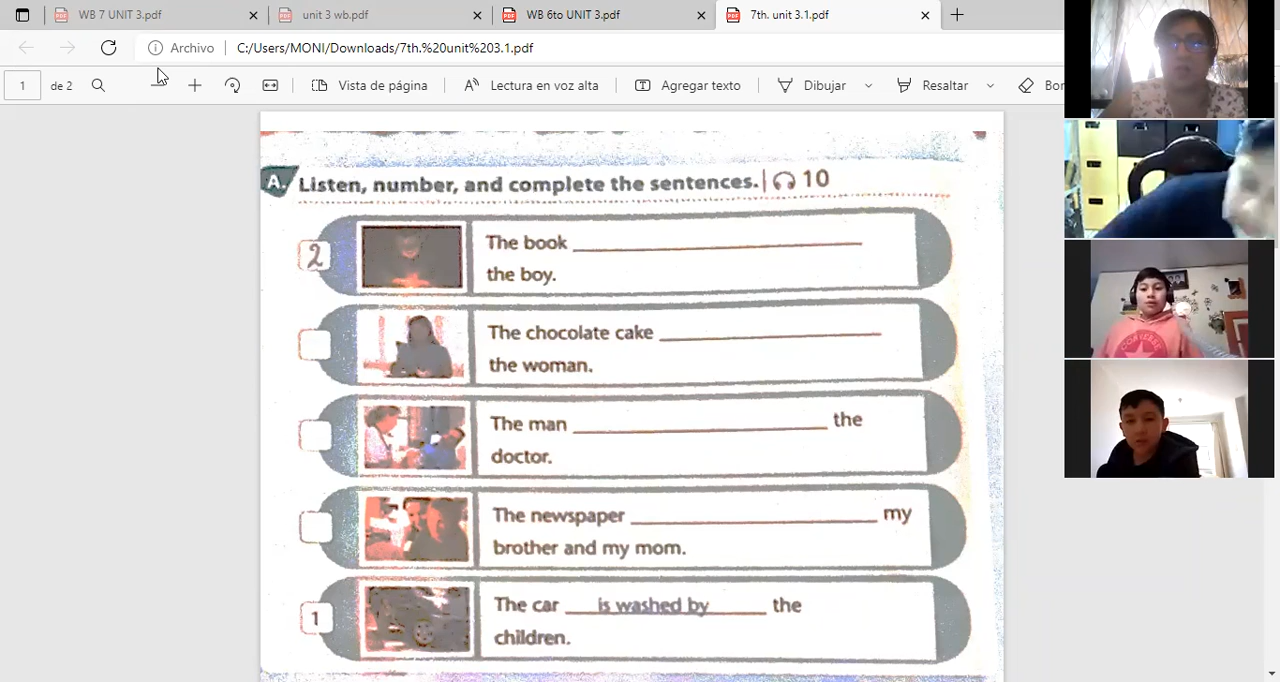 WB 7 UNIT 3.pdf
unit 3 wb.pdf
WB 6to UNIT 3.pdf
7th. unit 3.1.pdf
Archivo
C:/Users/MONI/Downloads/7th.%20unit%203.1.pdf
1
de 2
Vista de página
Lectura en voz alta
Agregar texto
Dibujar
Resaltar
Bor
A. Listen, number, and complete the sentences. 10
2
The book
the boy.
The chocolate cake
the woman.
The man the
doctor.
The newspaper my
brother and my mom.
1
The car is washed by the
children.